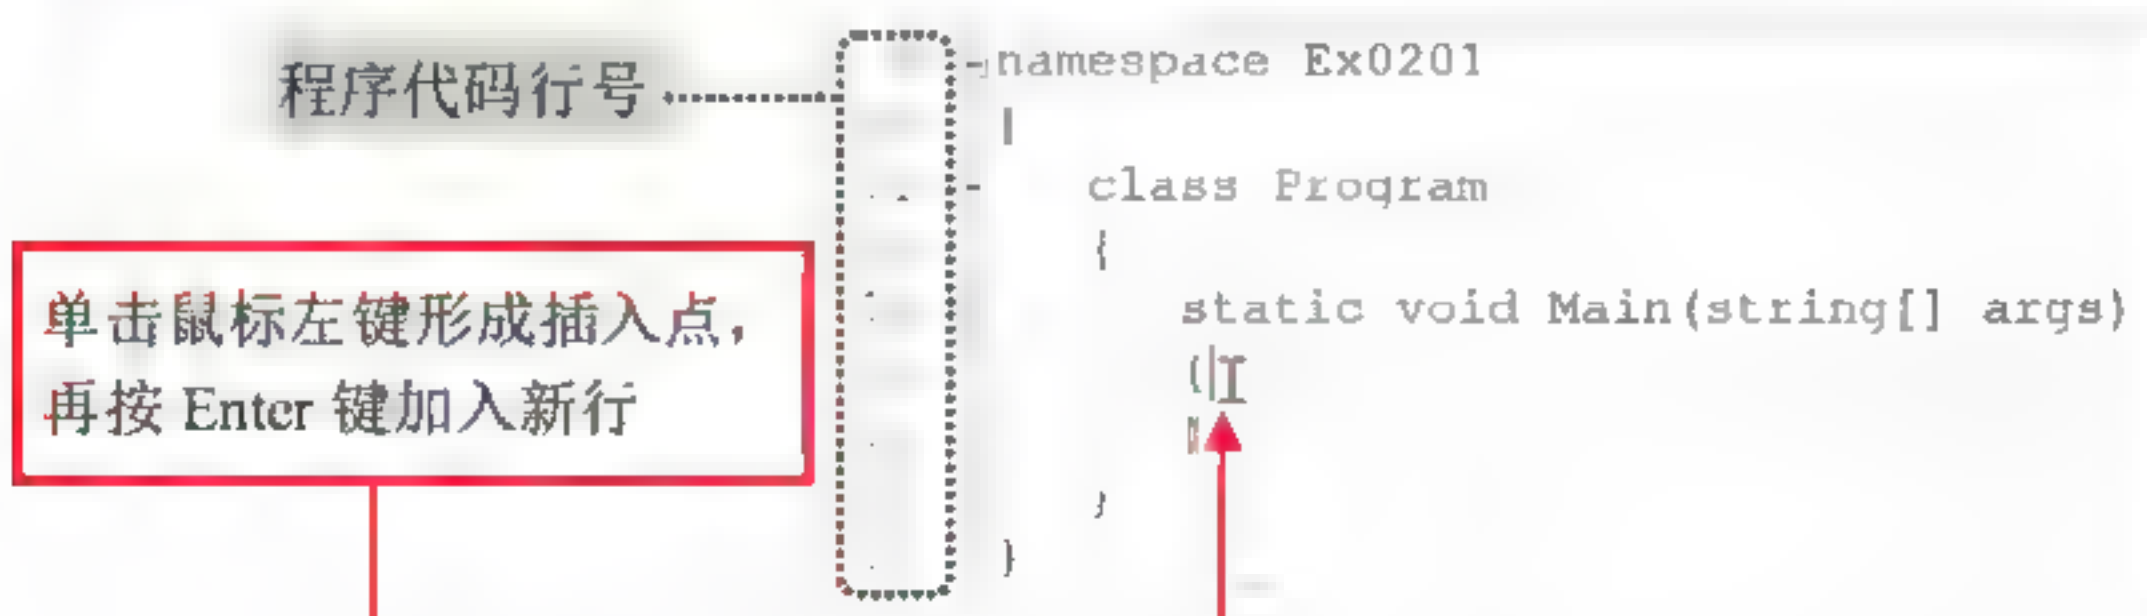 程序代码行号
namespace Ex0201
{
class Program
{
单击鼠标左键形成插入点，
再按 Enter 键加入新行
static void Main(string[] args)
{
}
}